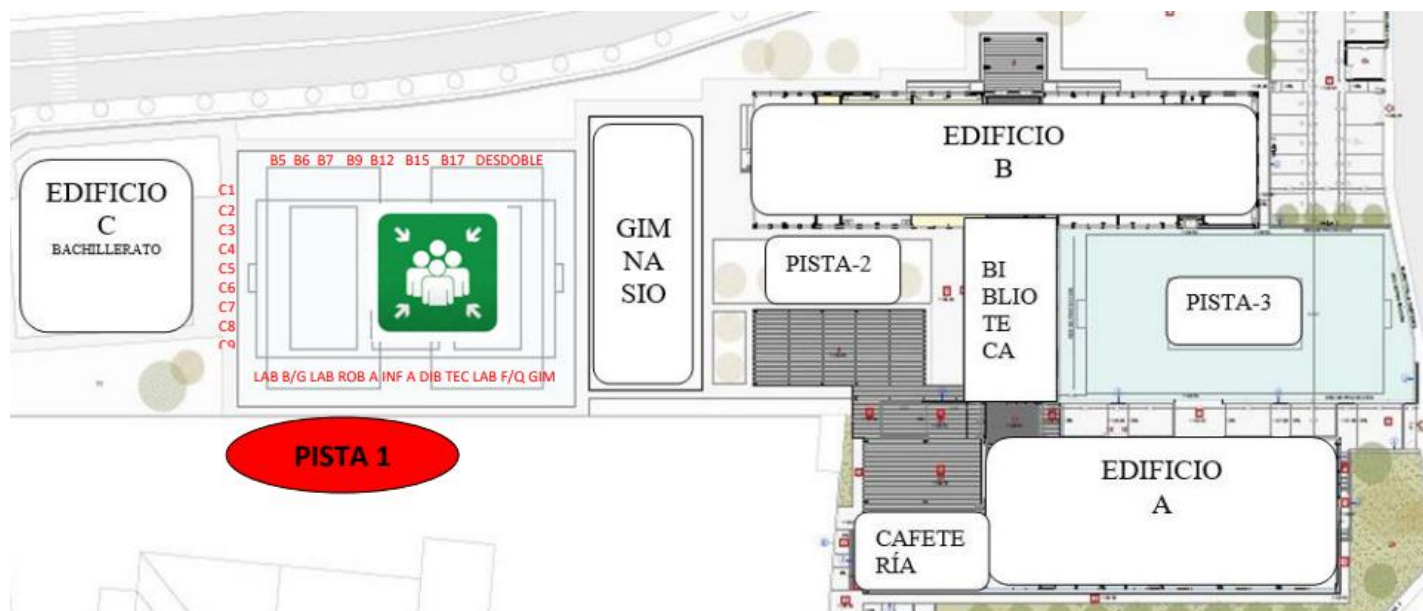 B5 B6 B7 B9 B12 B15 B17 DESDOBLE
EDIFICIO
C
BACHILLERATO
C1
C2
C3
C4
C5
C6
C7
C8
C9
LAB B/G LAB ROB A INF A DIB TEC LAB F/Q GIM
PISTA 1
GIM
NA
SIO
EDIFICIO
B
PISTA-2
BI
BLIO
TE
CA
PISTA-3
EDIFICIO
A
CAFETE
RÍA